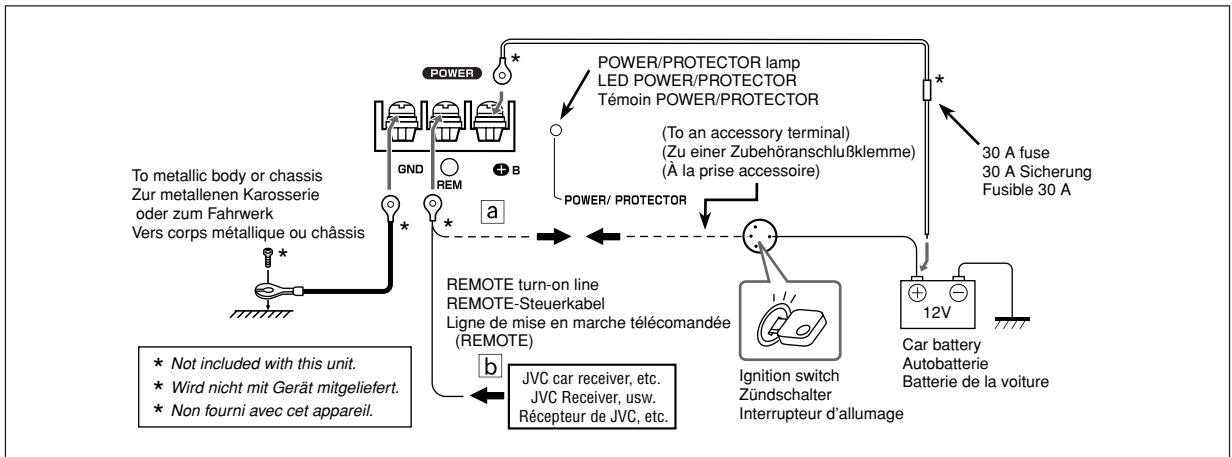 POWER
*
POWER/PROTECTOR lamp
LED POWER/PROTECTOR
Témoin POWER/PROTECTOR
*
(To an accessory terminal)
(Zu einer Zubehöranschlußklemme)
(À la prise accessoire)
30 A fuse
30 A Sicherung
Fusible 30 A
GND
REM
+ B
POWER/ PROTECTOR
To metallic body or chassis
Zur metallenen Karosserie
oder zum Fahrwerk
Vers corps métallique ou châsis
*
*
*
a
REMOTE turn-on line
REMOTE-Steuerkabel
Ligne de mise en marche télécomandée
(REMOTE)
b
JVC car receiver, etc.
JVC Receiver, usw.
Récepteur de JVC, etc.
Ignition switch
Zündschalter
Interrupteur d'allumage
+ −
12V
Car battery
Autobatterie
Batterie de la voiture
* Not included with this unit.
* Wird nicht mit Gerät mitgeliefert.
* Non fourni avec cet appareil.